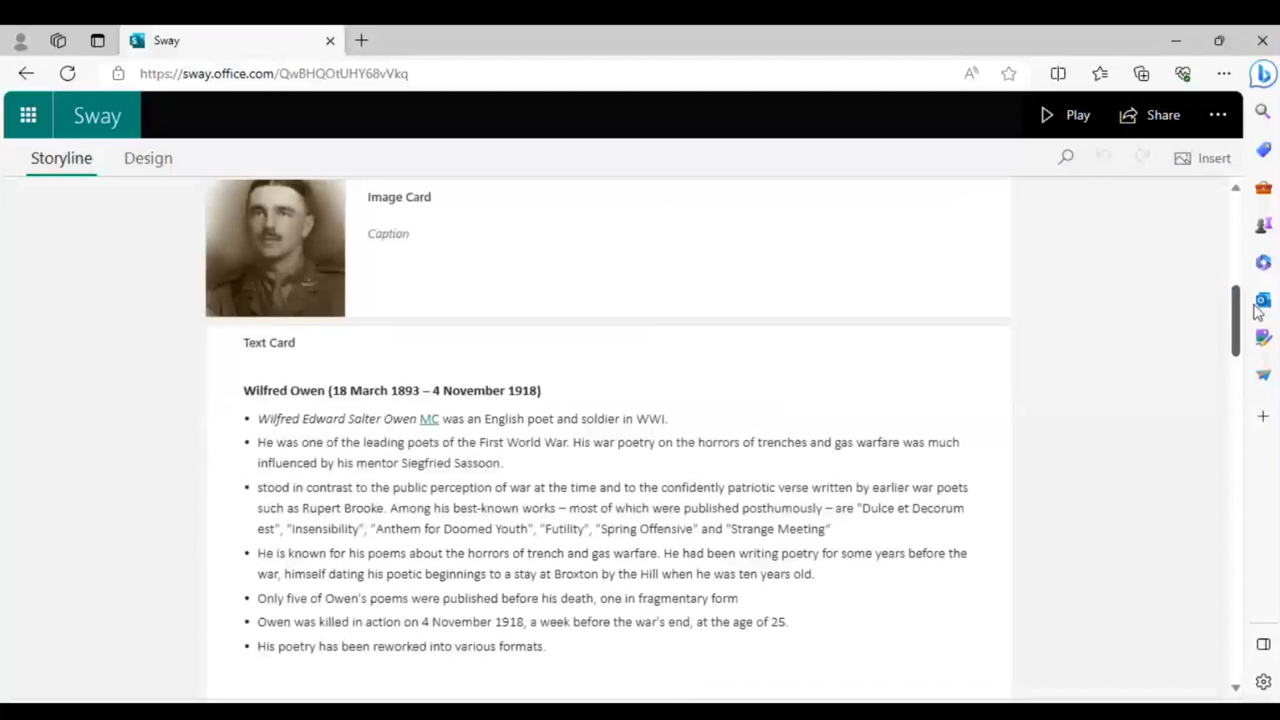 Sway
https://sway.office.com/QwBHQOtUHY68vVkq
Sway
Play
Share
Storyline
Design
Insert
Image Card
Caption
Text Card
Wilfred Owen (18 March 1893 – 4 November 1918)
• Wilfred Edward Salter Owen MC was an English poet and soldier in WWI.
• He was one of the leading poets of the First World War. His war poetry on the horrors of trenches and gas warfare was much
influenced by his mentor Siegfried Sassoon.
• stood in contrast to the public perception of war at the time and to the confidently patriotic verse written by earlier war poets
such as Rupert Brooke. Among his best-known works – most of which were published posthumously – are "Dulce et Decorum
est", "Insensibility", "Anthem for Doomed Youth", "Futility", "Spring Offensive" and "Strange Meeting"
• He is known for his poems about the horrors of trench and gas warfare. He had been writing poetry for some years before the
war, himself dating his poetic beginnings to a stay at Broxton by the Hill when he was ten years old.
• Only five of Owen's poems were published before his death, one in fragmentary form
• Owen was killed in action on 4 November 1918, a week before the war's end, at the age of 25.
• His poetry has been reworked into various formats.